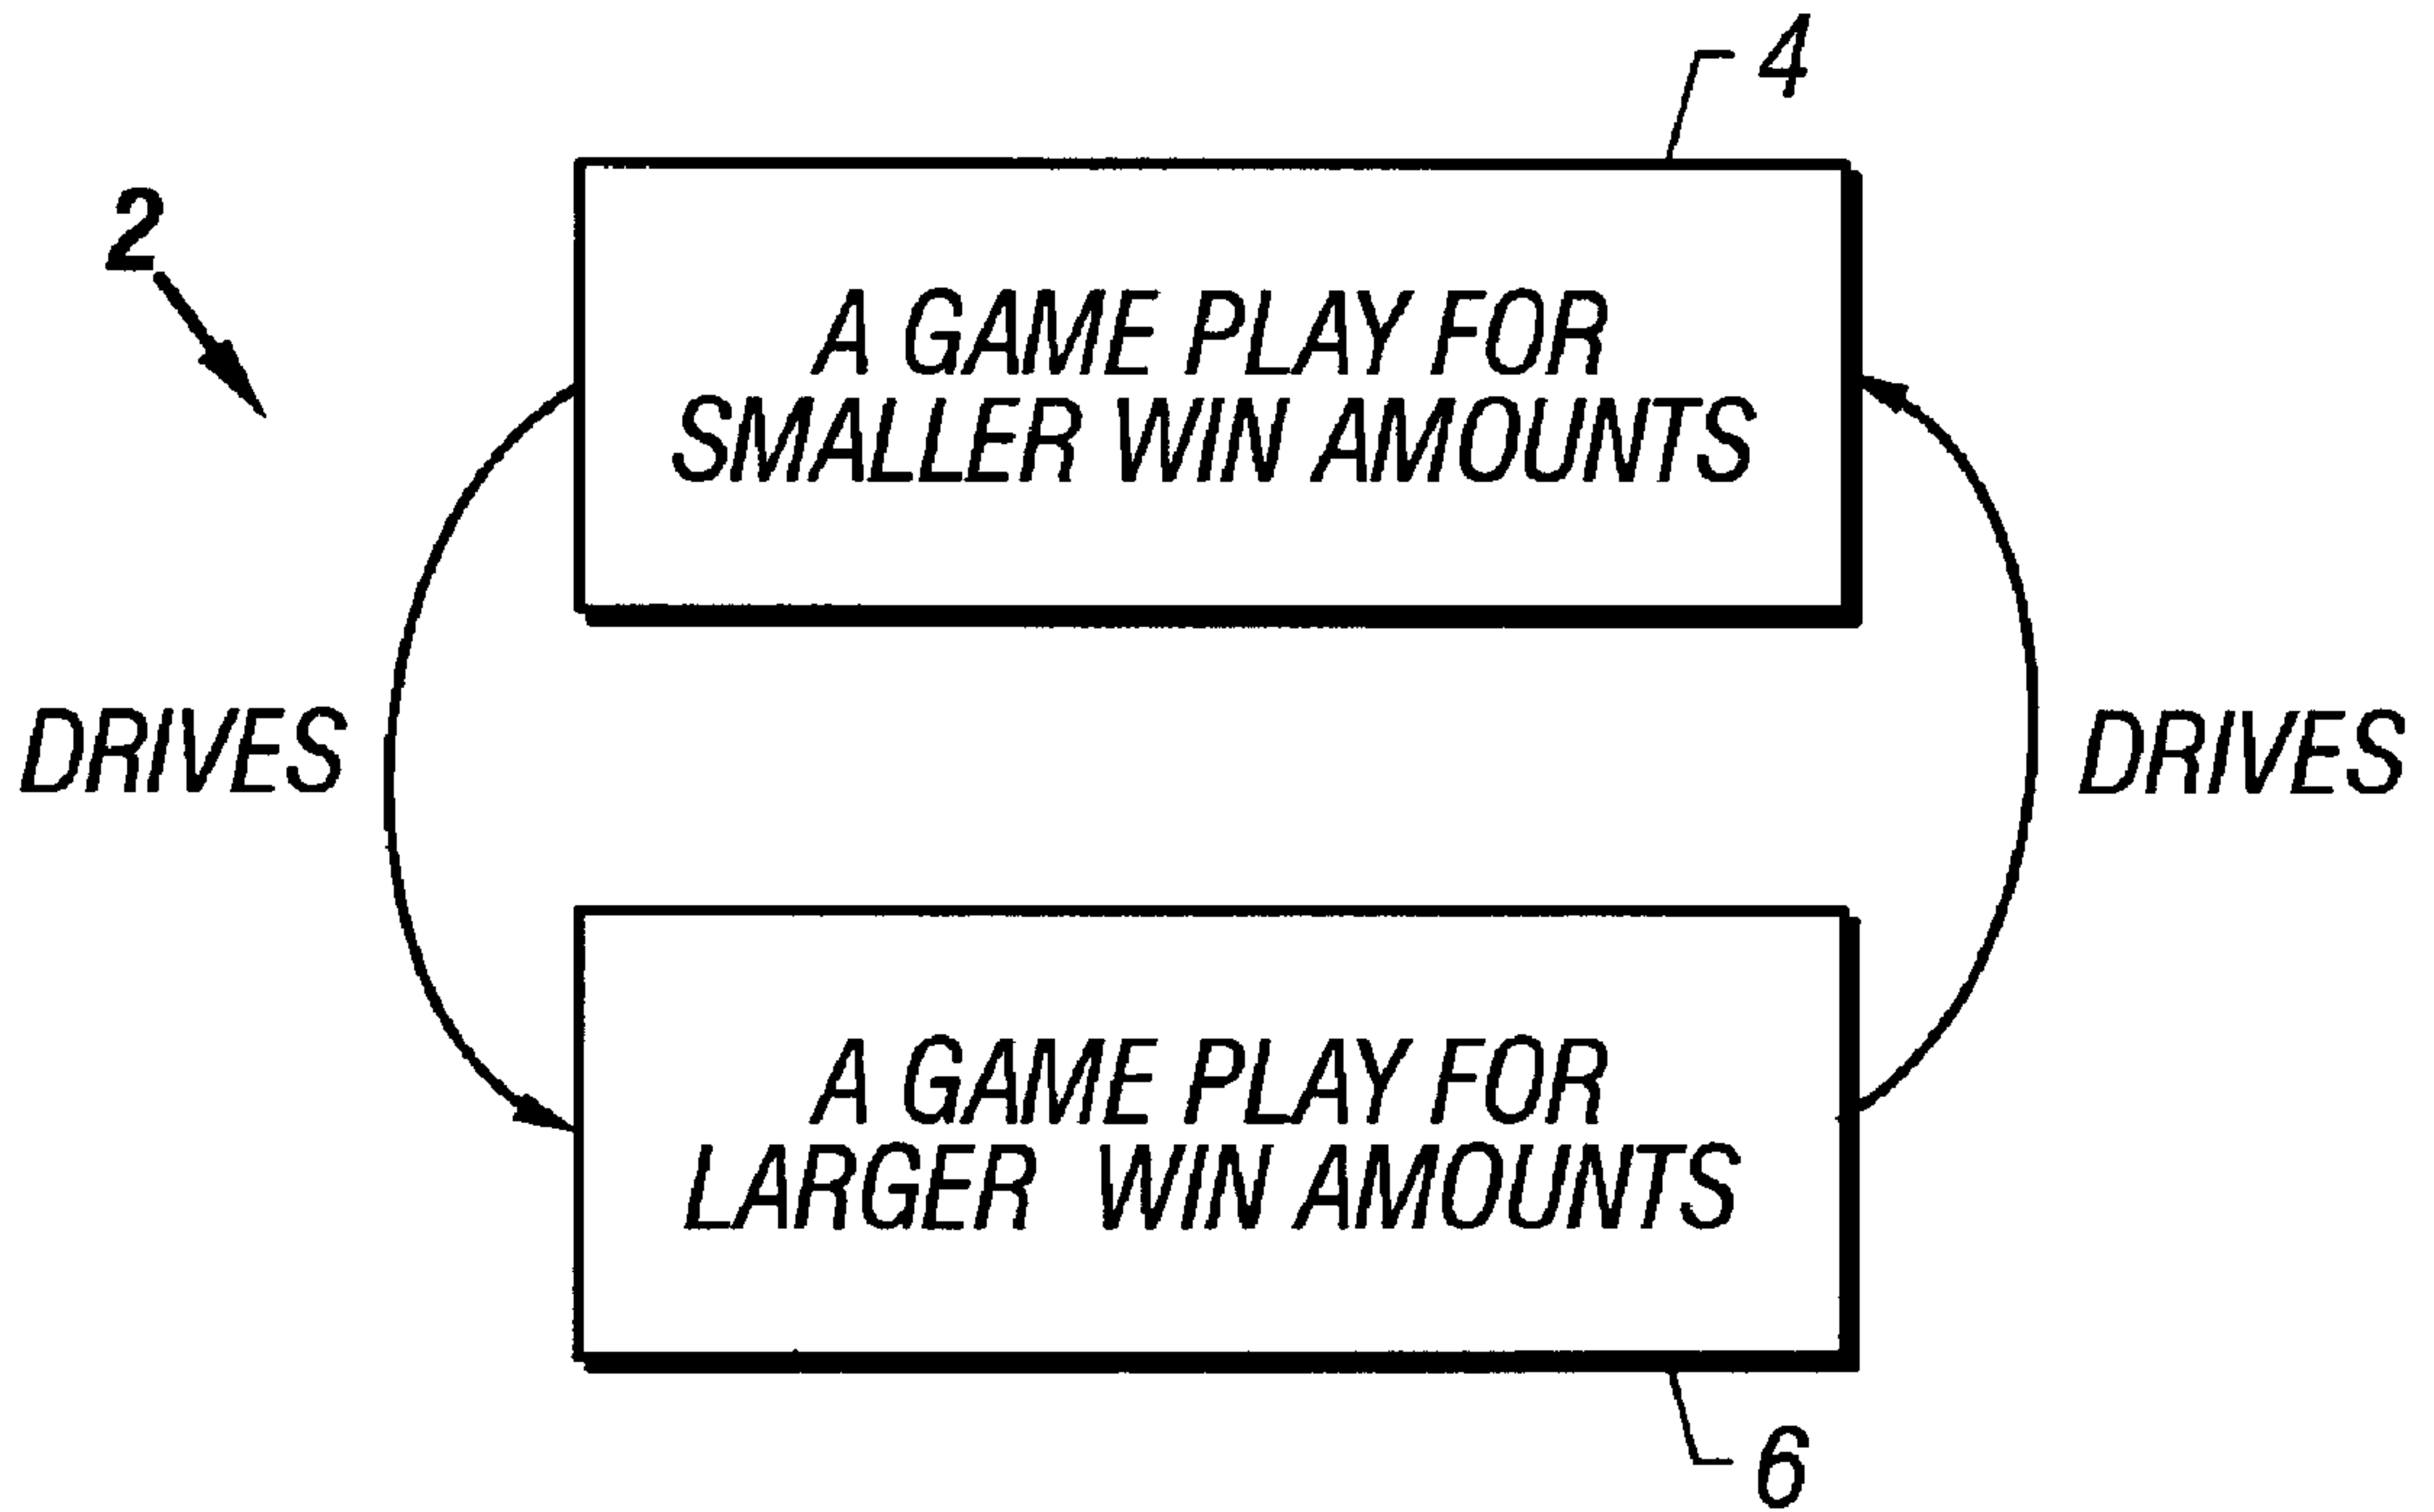 4
2
A GAME PLAY FOR
SMALLER WIN AMOUNTS
DRIVES
DRIVES
A GAME PLAY FOR
LARGER WIN AMOUNTS
6